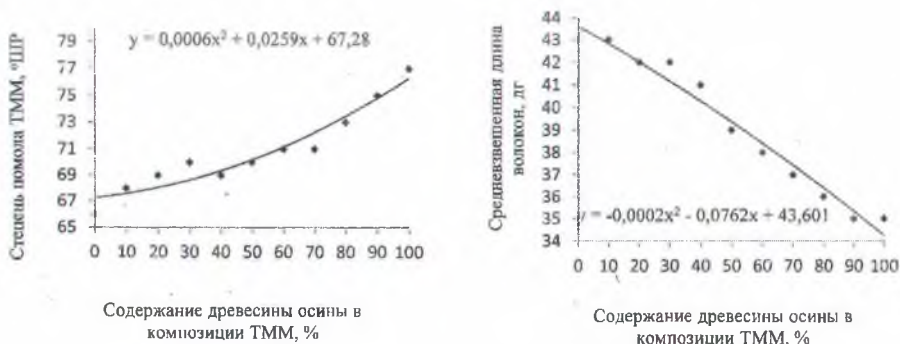 Степень помола ТММ, ºШР
79
77
75
73
71
69
67
65
y = 0,0006x² + 0,0259x + 67,28
0 10 20 30 40 50 60 70 80 90 100
Содержание древесины осины в
композиции ТММ, %
Средневзвешенная длина
волокон, дг
44
43
42
41
40
39
38
37
36
35
34
y = -0,0002x² - 0,0762x + 43,601
0 10 20 30 40 50 60 70 80 90 100
Содержание древесины осины в
композиции ТММ, %